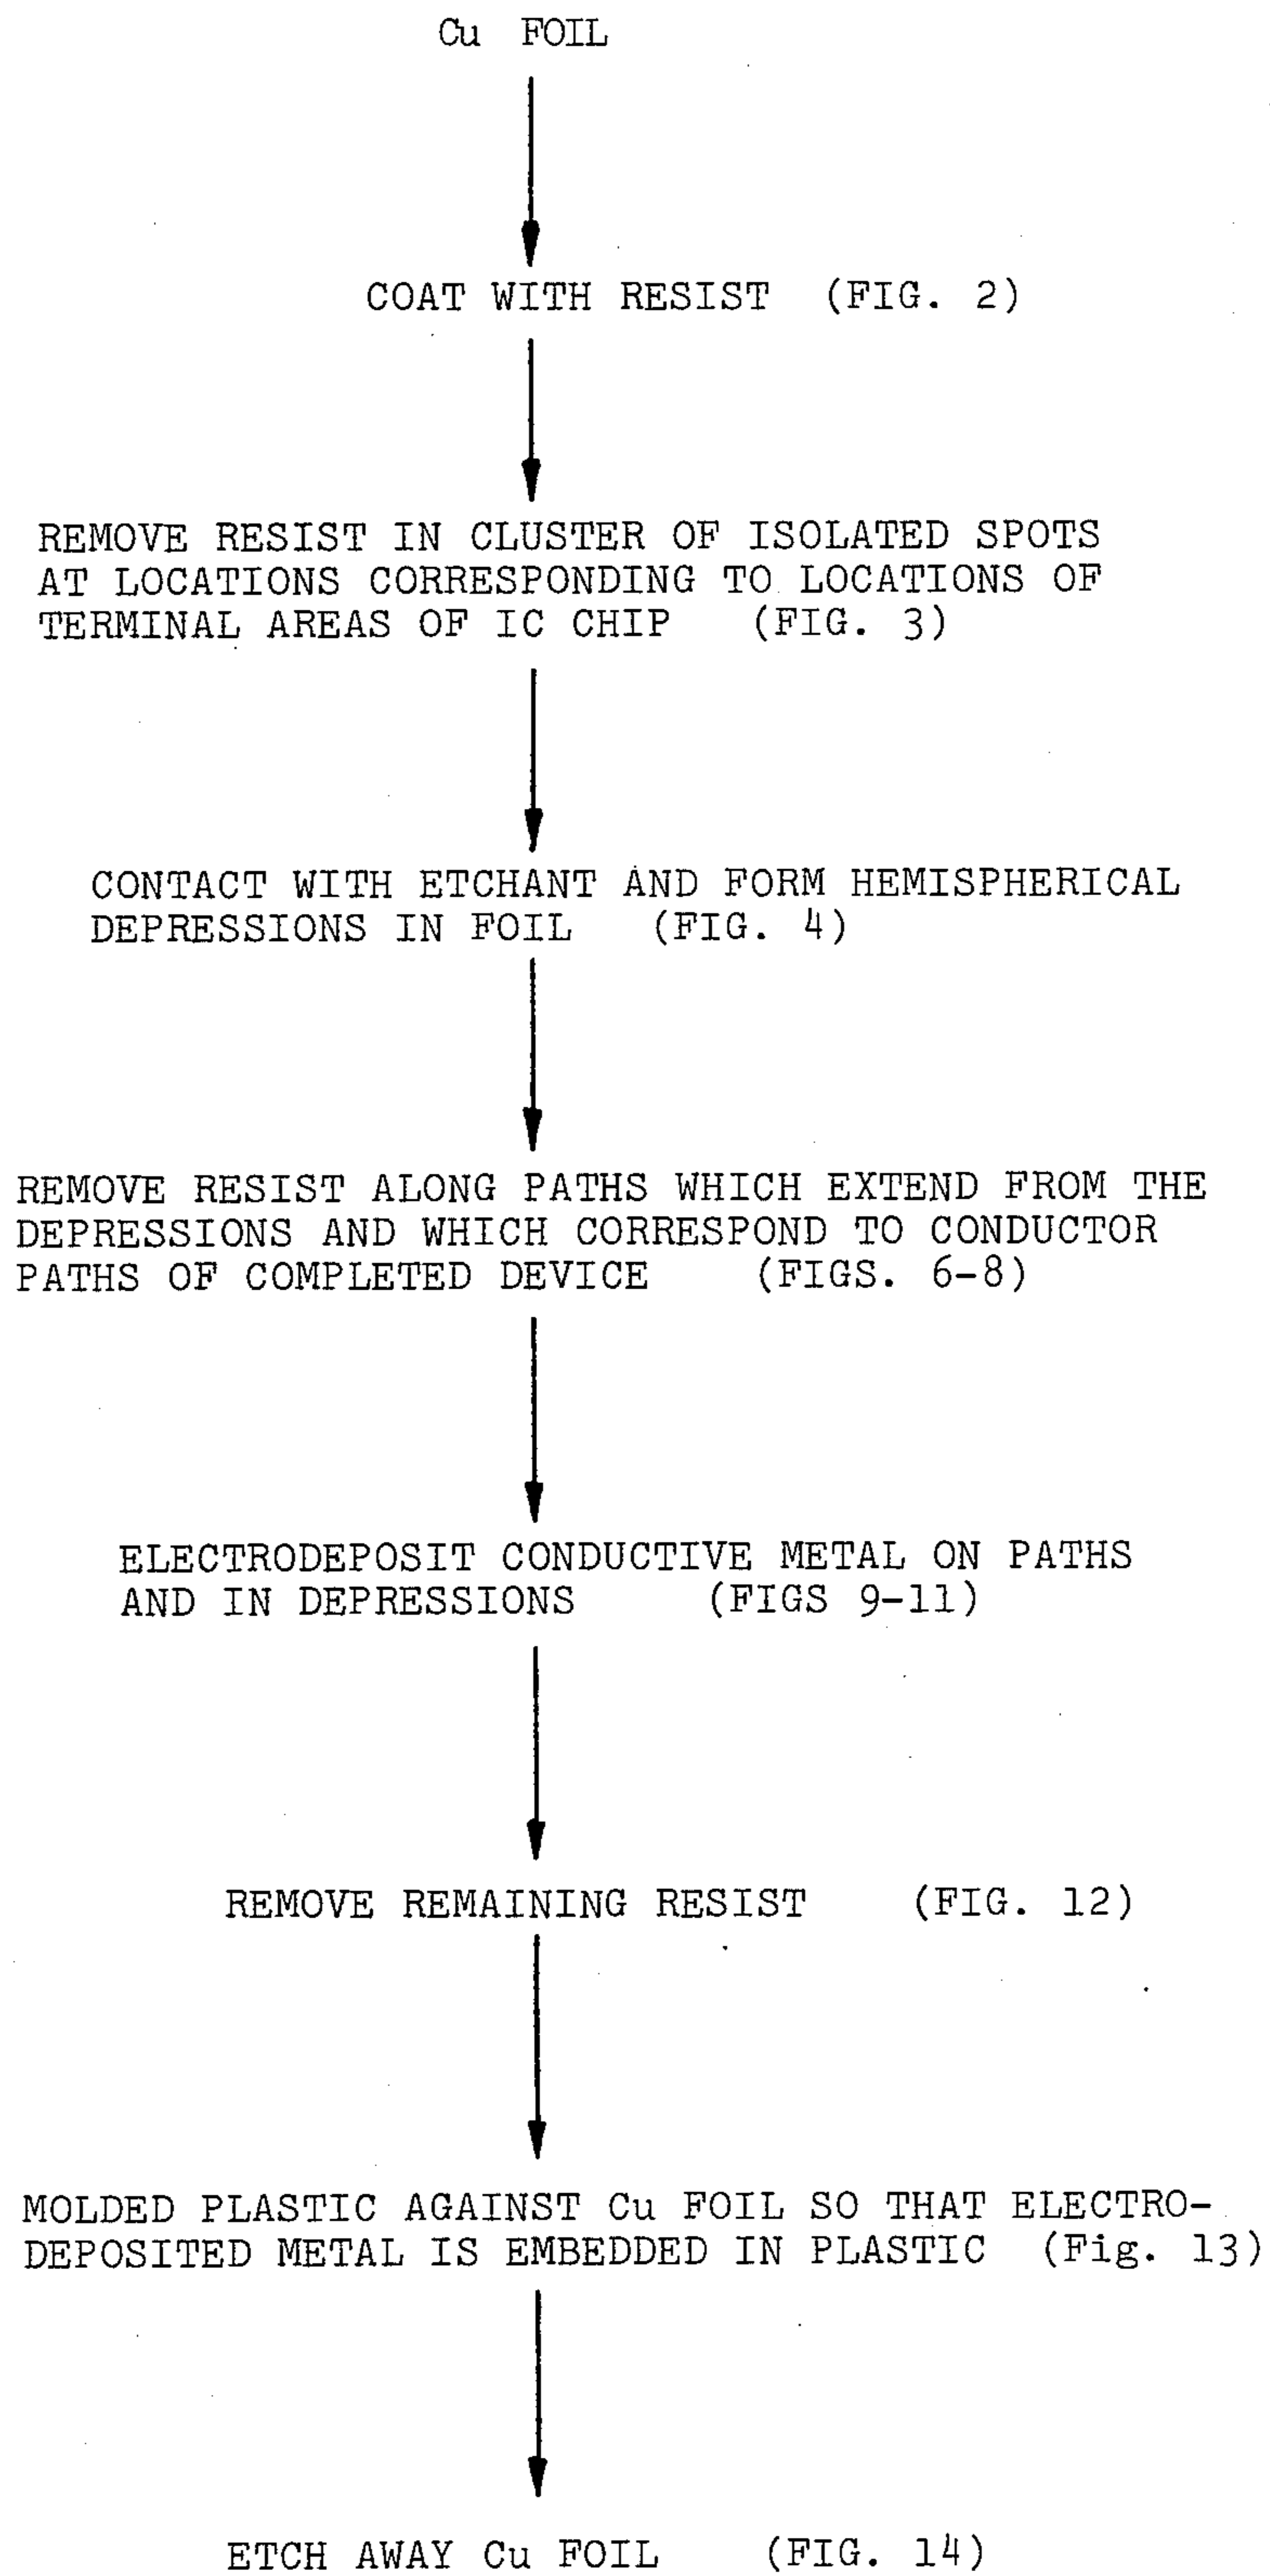 Cu FOIL
COAT WITH RESIST (FIG. 2)
REMOVE RESIST IN CLUSTER OF ISOLATED SPOTS
AT LOCATIONS CORRESPONDING TO LOCATIONS OF
TERMINAL AREAS OF IC CHIP (FIG. 3)
CONTACT WITH ETCHANT AND FORM HEMISPHERICAL
DEPRESSIONS IN FOIL (FIG. 4)
REMOVE RESIST ALONG PATHS WHICH EXTEND FROM THE
DEPRESSIONS AND WHICH CORRESPOND TO CONDUCTOR
PATHS OF COMPLETED DEVICE (FIGS. 6-8)
ELECTRODEPOSIT CONDUCTIVE METAL ON PATHS
AND IN DEPRESSIONS (FIGS 9-11)
REMOVE REMAINING RESIST (FIG. 12)
MOLDED PLASTIC AGAINST Cu FOIL SO THAT ELECTRO-
DEPOSITED METAL IS EMBEDDED IN PLASTIC (Fig. 13)
ETCH AWAY Cu FOIL (FIG. 14)